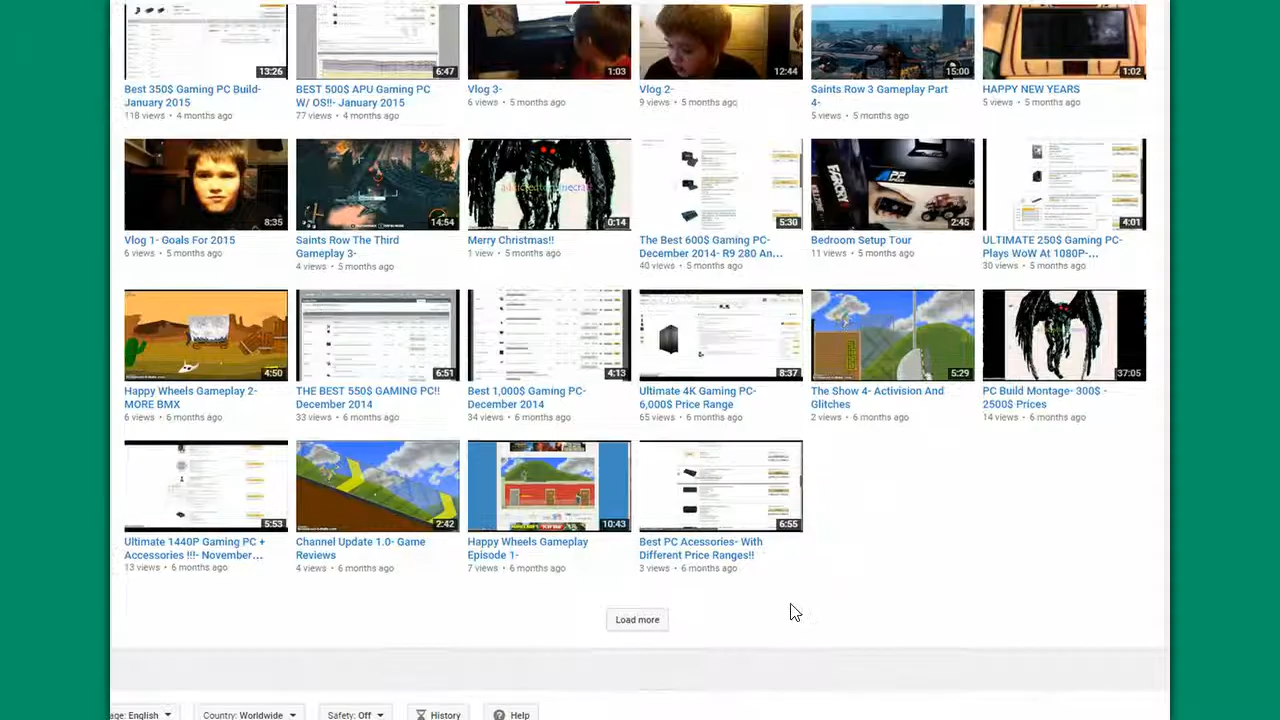 13:26
6:47
1:03
12:44
15:00
1:02
Best 350$ Gaming PC Build-
January 2015
118 views • 4 months ago
BEST 500$ APU Gaming PC
W/ OS!!- January 2015
77 views • 4 months ago
Vlog 3-
6 views • 5 months ago
Vlog 2-
9 views • 5 months ago
Saints Row 3 Gameplay Part
4-
5 views • 5 months ago
HAPPY NEW YEARS
5 views • 5 months ago
8:35
14:54
0:14
5:30
2:45
4:01
Vlog 1- Goals For 2015
6 views • 5 months ago
Saints Row The Third
Gameplay 3-
4 views • 5 months ago
Merry Christmas!!
1 view • 5 months ago
The Best 600$ Gaming PC-
December 2014- R9 280 An...
40 views • 5 months ago
Bedroom Setup Tour
11 views • 5 months ago
ULTIMATE 250$ Gaming PC-
Plays WoW At 1080P-...
30 views • 5 months ago
4:50
6:51
4:13
8:37
5:29
37:05
Happy Wheels Gameplay 2-
MORE BMX
6 views • 6 months ago
THE BEST 550$ GAMING PC!!
December 2014
33 views • 6 months ago
Best 1,000$ Gaming PC-
December 2014
34 views • 6 months ago
Ultimate 4K Gaming PC-
6,000$ Price Range
65 views • 6 months ago
The Show 4- Activision And
Glitches
2 views • 6 months ago
PC Build Montage- 300$ -
2500$ Prices
14 views • 6 months ago
5:53
2:42
10:43
6:55
Ultimate 1440P Gaming PC +
Accessories !!!- November...
13 views • 6 months ago
Channel Update 1.0- Game
Reviews
4 views • 6 months ago
Happy Wheels Gameplay
Episode 1-
7 views • 6 months ago
Best PC Acessories- With
Different Price Ranges!!
3 views • 6 months ago
Load more
age: English
Country: Worldwide
Safety: Off
History
Help